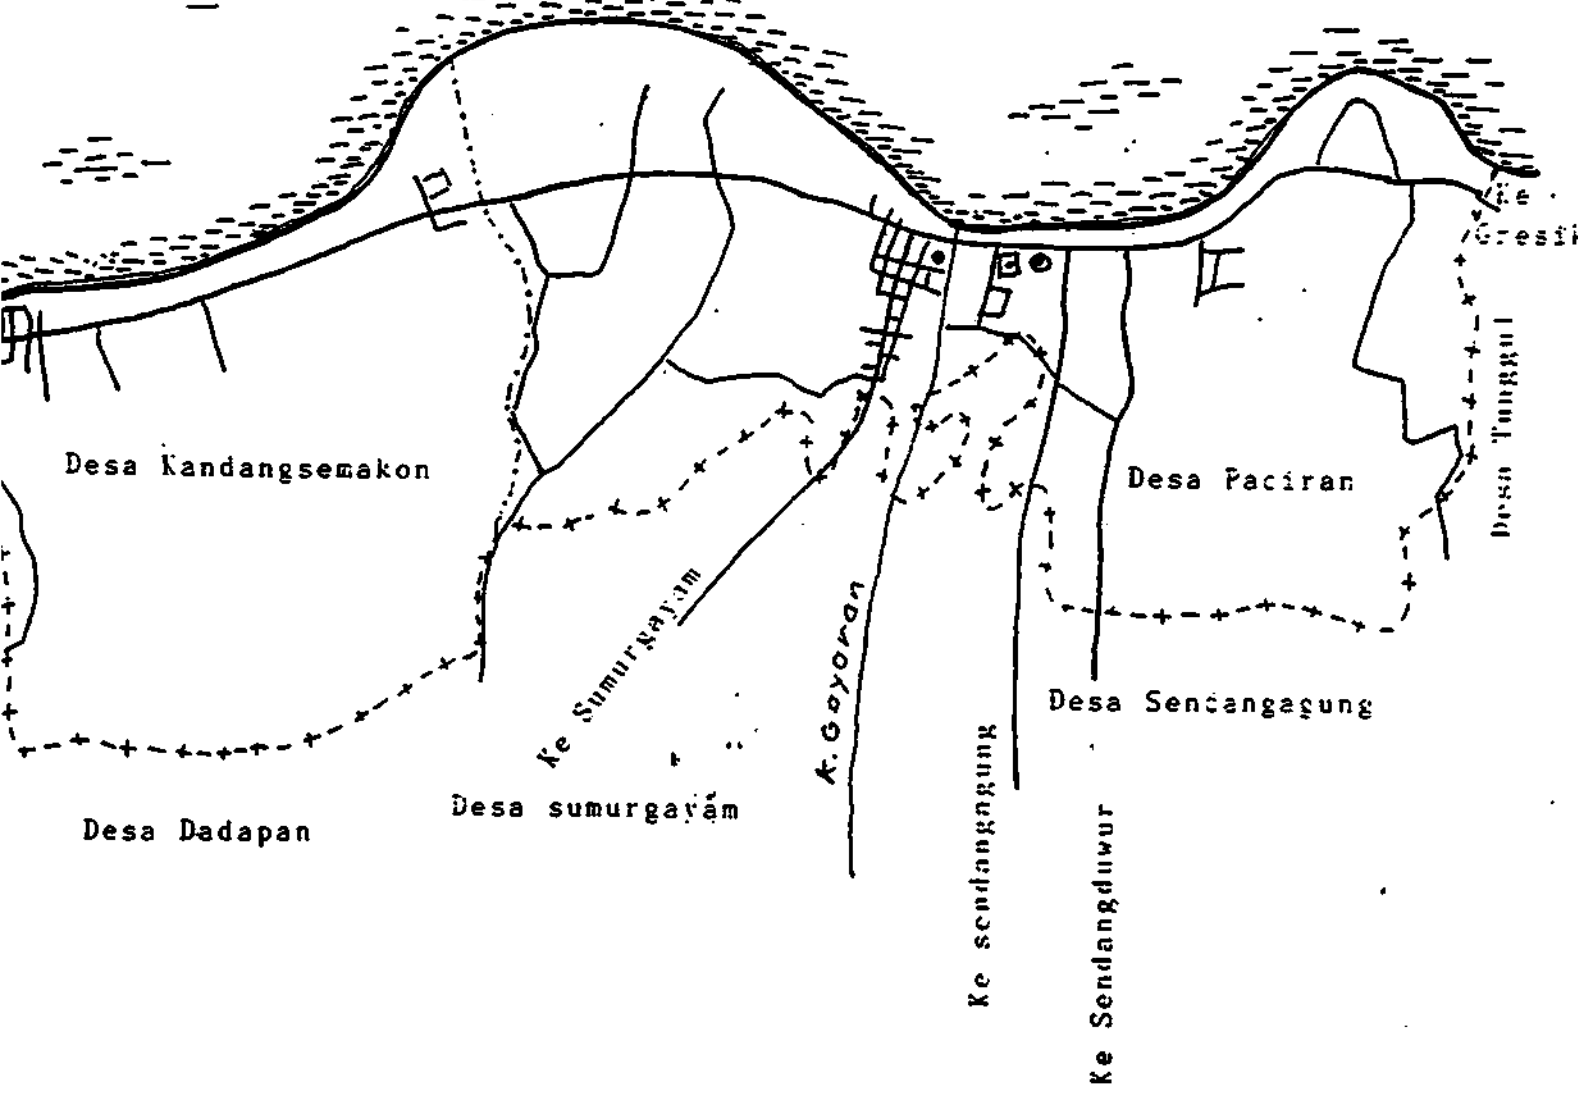 Ke
Gresik
Desa Tunggul
Desa Kandangsemakon
Desa Paciran
Ke Sumurgayam
K. Gayaran
Desa Sendangagung
Desa sumurgayam
Desa Dadapan
Ke sendangagung
Ke Sendangduwur